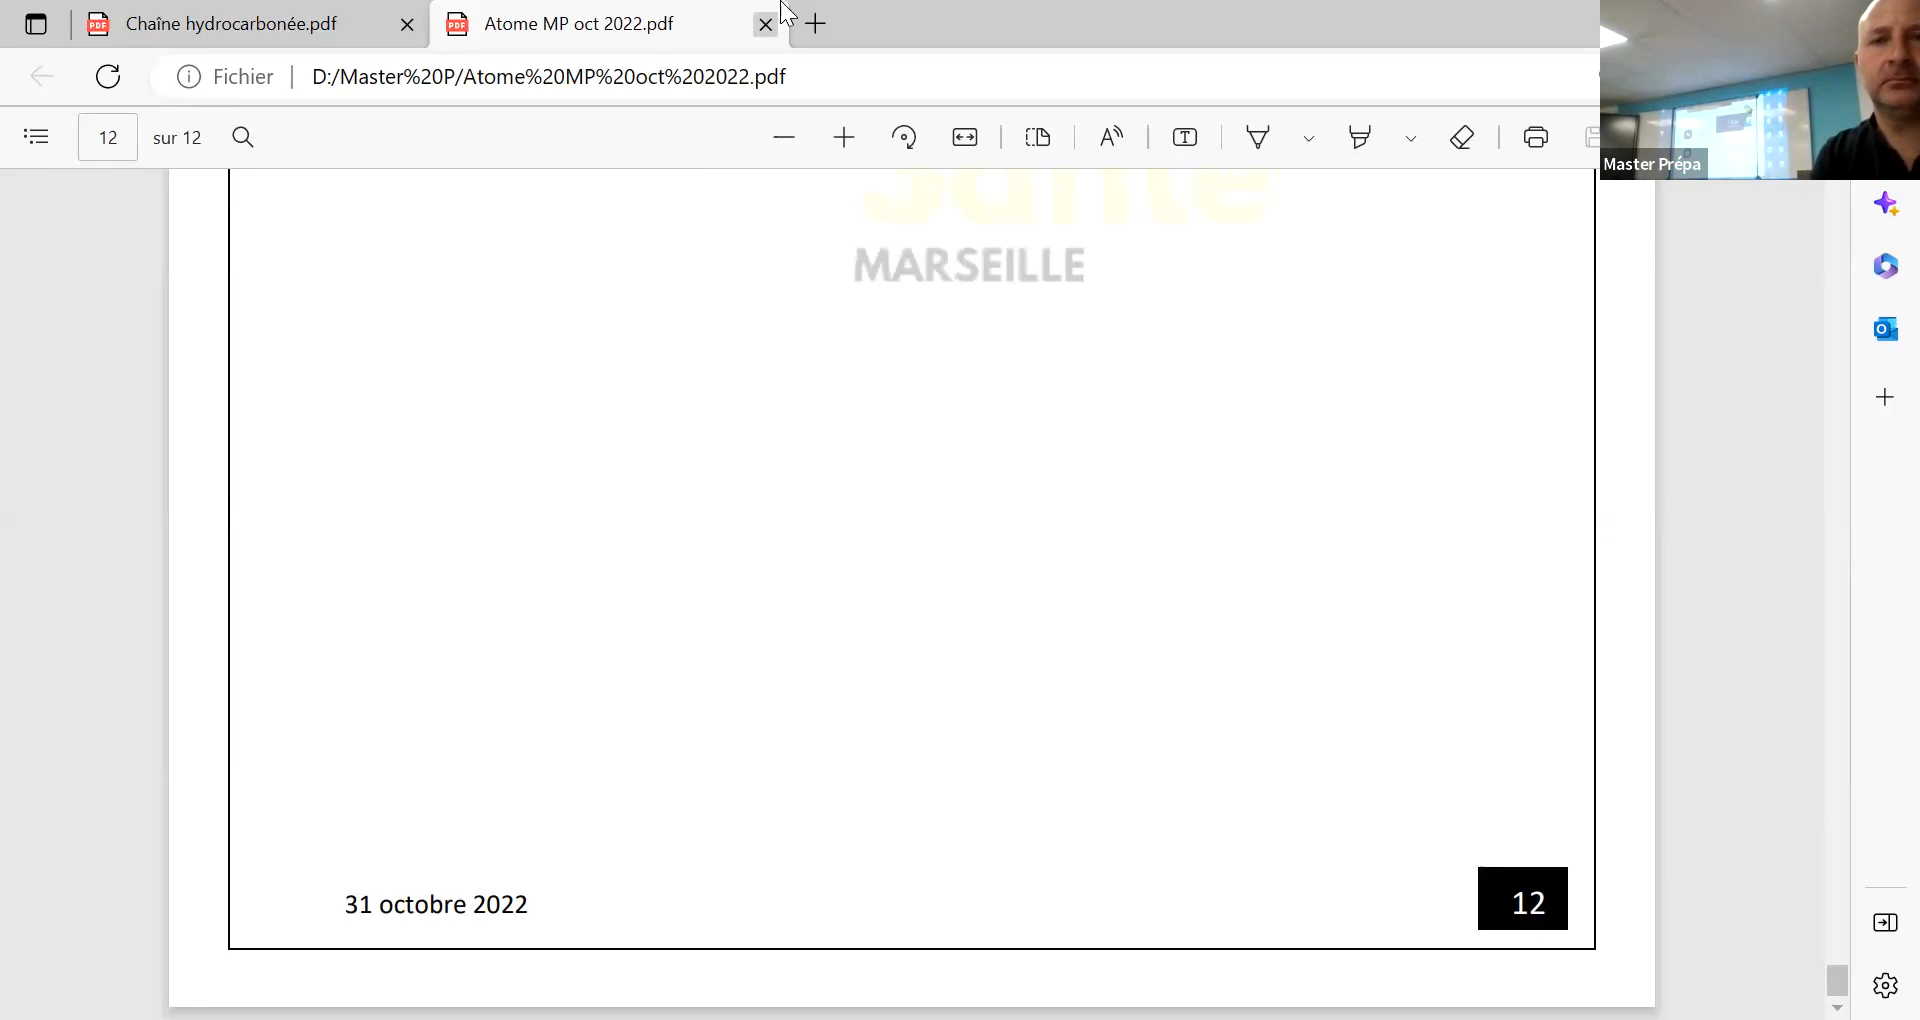 Chaîne hydrocarbonée.pdf
Atome MP oct 2022.pdf
Fichier
D:/Master%20P/Atome%20MP%20oct%202022.pdf
12 sur 12
Master Prépa
Santé
MARSEILLE
31 octobre 2022
12